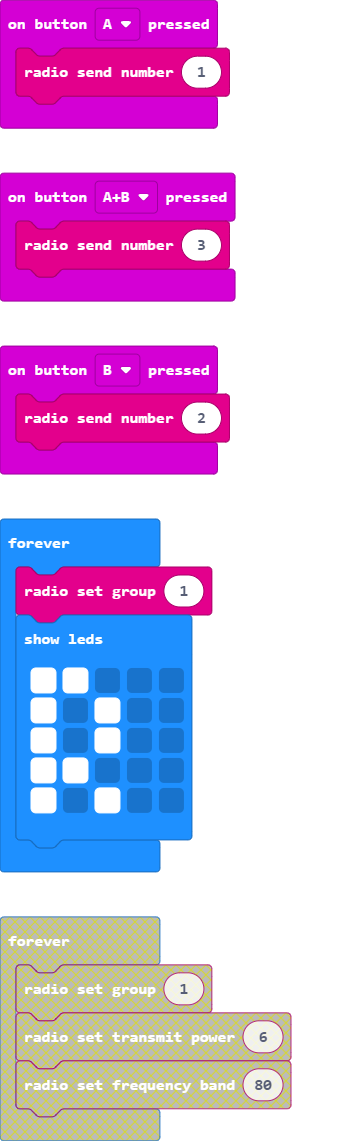 on button A pressed
radio send number 1
on button A+B pressed
radio send number 3
on button B pressed
radio send number 2
forever
radio set group 1
show leds
forever
radio set group 1
radio set transmit power 6
radio set frequency band 80